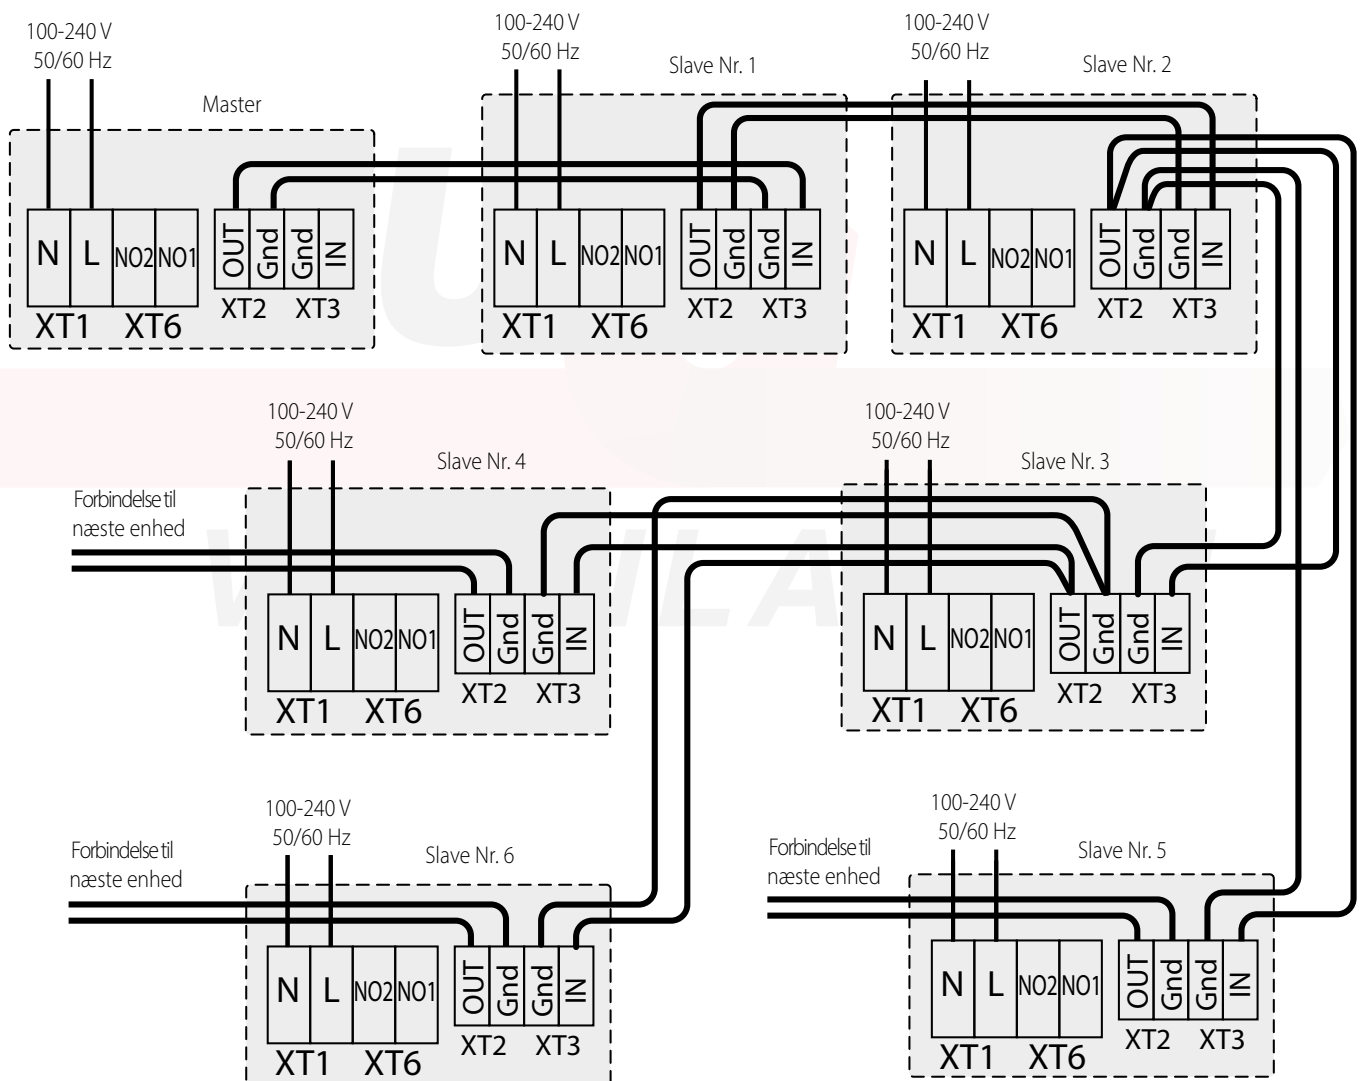 100-240 V
50/60 Hz
Master
N L NO2 NO1 OUT Gnd Gnd IN
XT1 XT6 XT2 XT3
100-240 V
50/60 Hz
Slave Nr. 1
N L NO2 NO1 OUT Gnd Gnd IN
XT1 XT6 XT2 XT3
100-240 V
50/60 Hz
Slave Nr. 2
N L NO2 NO1 OUT Gnd Gnd IN
XT1 XT6 XT2 XT3
100-240 V
50/60 Hz
Slave Nr. 4
Forbindelse til
næste enhed
N L NO2 NO1 OUT Gnd Gnd IN
XT1 XT6 XT2 XT3
100-240 V
50/60 Hz
Slave Nr. 3
N L NO2 NO1 OUT Gnd Gnd IN
XT1 XT6 XT2 XT3
100-240 V
50/60 Hz
Slave Nr. 6
Forbindelse til
næste enhed
N L NO2 NO1 OUT Gnd Gnd IN
XT1 XT6 XT2 XT3
100-240 V
50/60 Hz
Slave Nr. 5
Forbindelse til
næste enhed
N L NO2 NO1 OUT Gnd Gnd IN
XT1 XT6 XT2 XT3